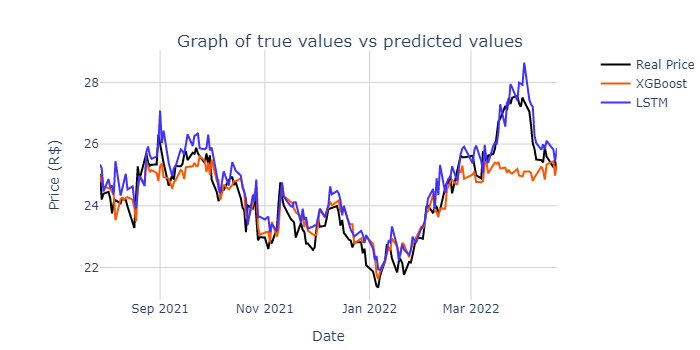 Graph of true values vs predicted values
Real Price
XGBoost
LSTM
Price (R$)
28
26
24
22
Sep 2021
Nov 2021
Jan 2022
Mar 2022
Date